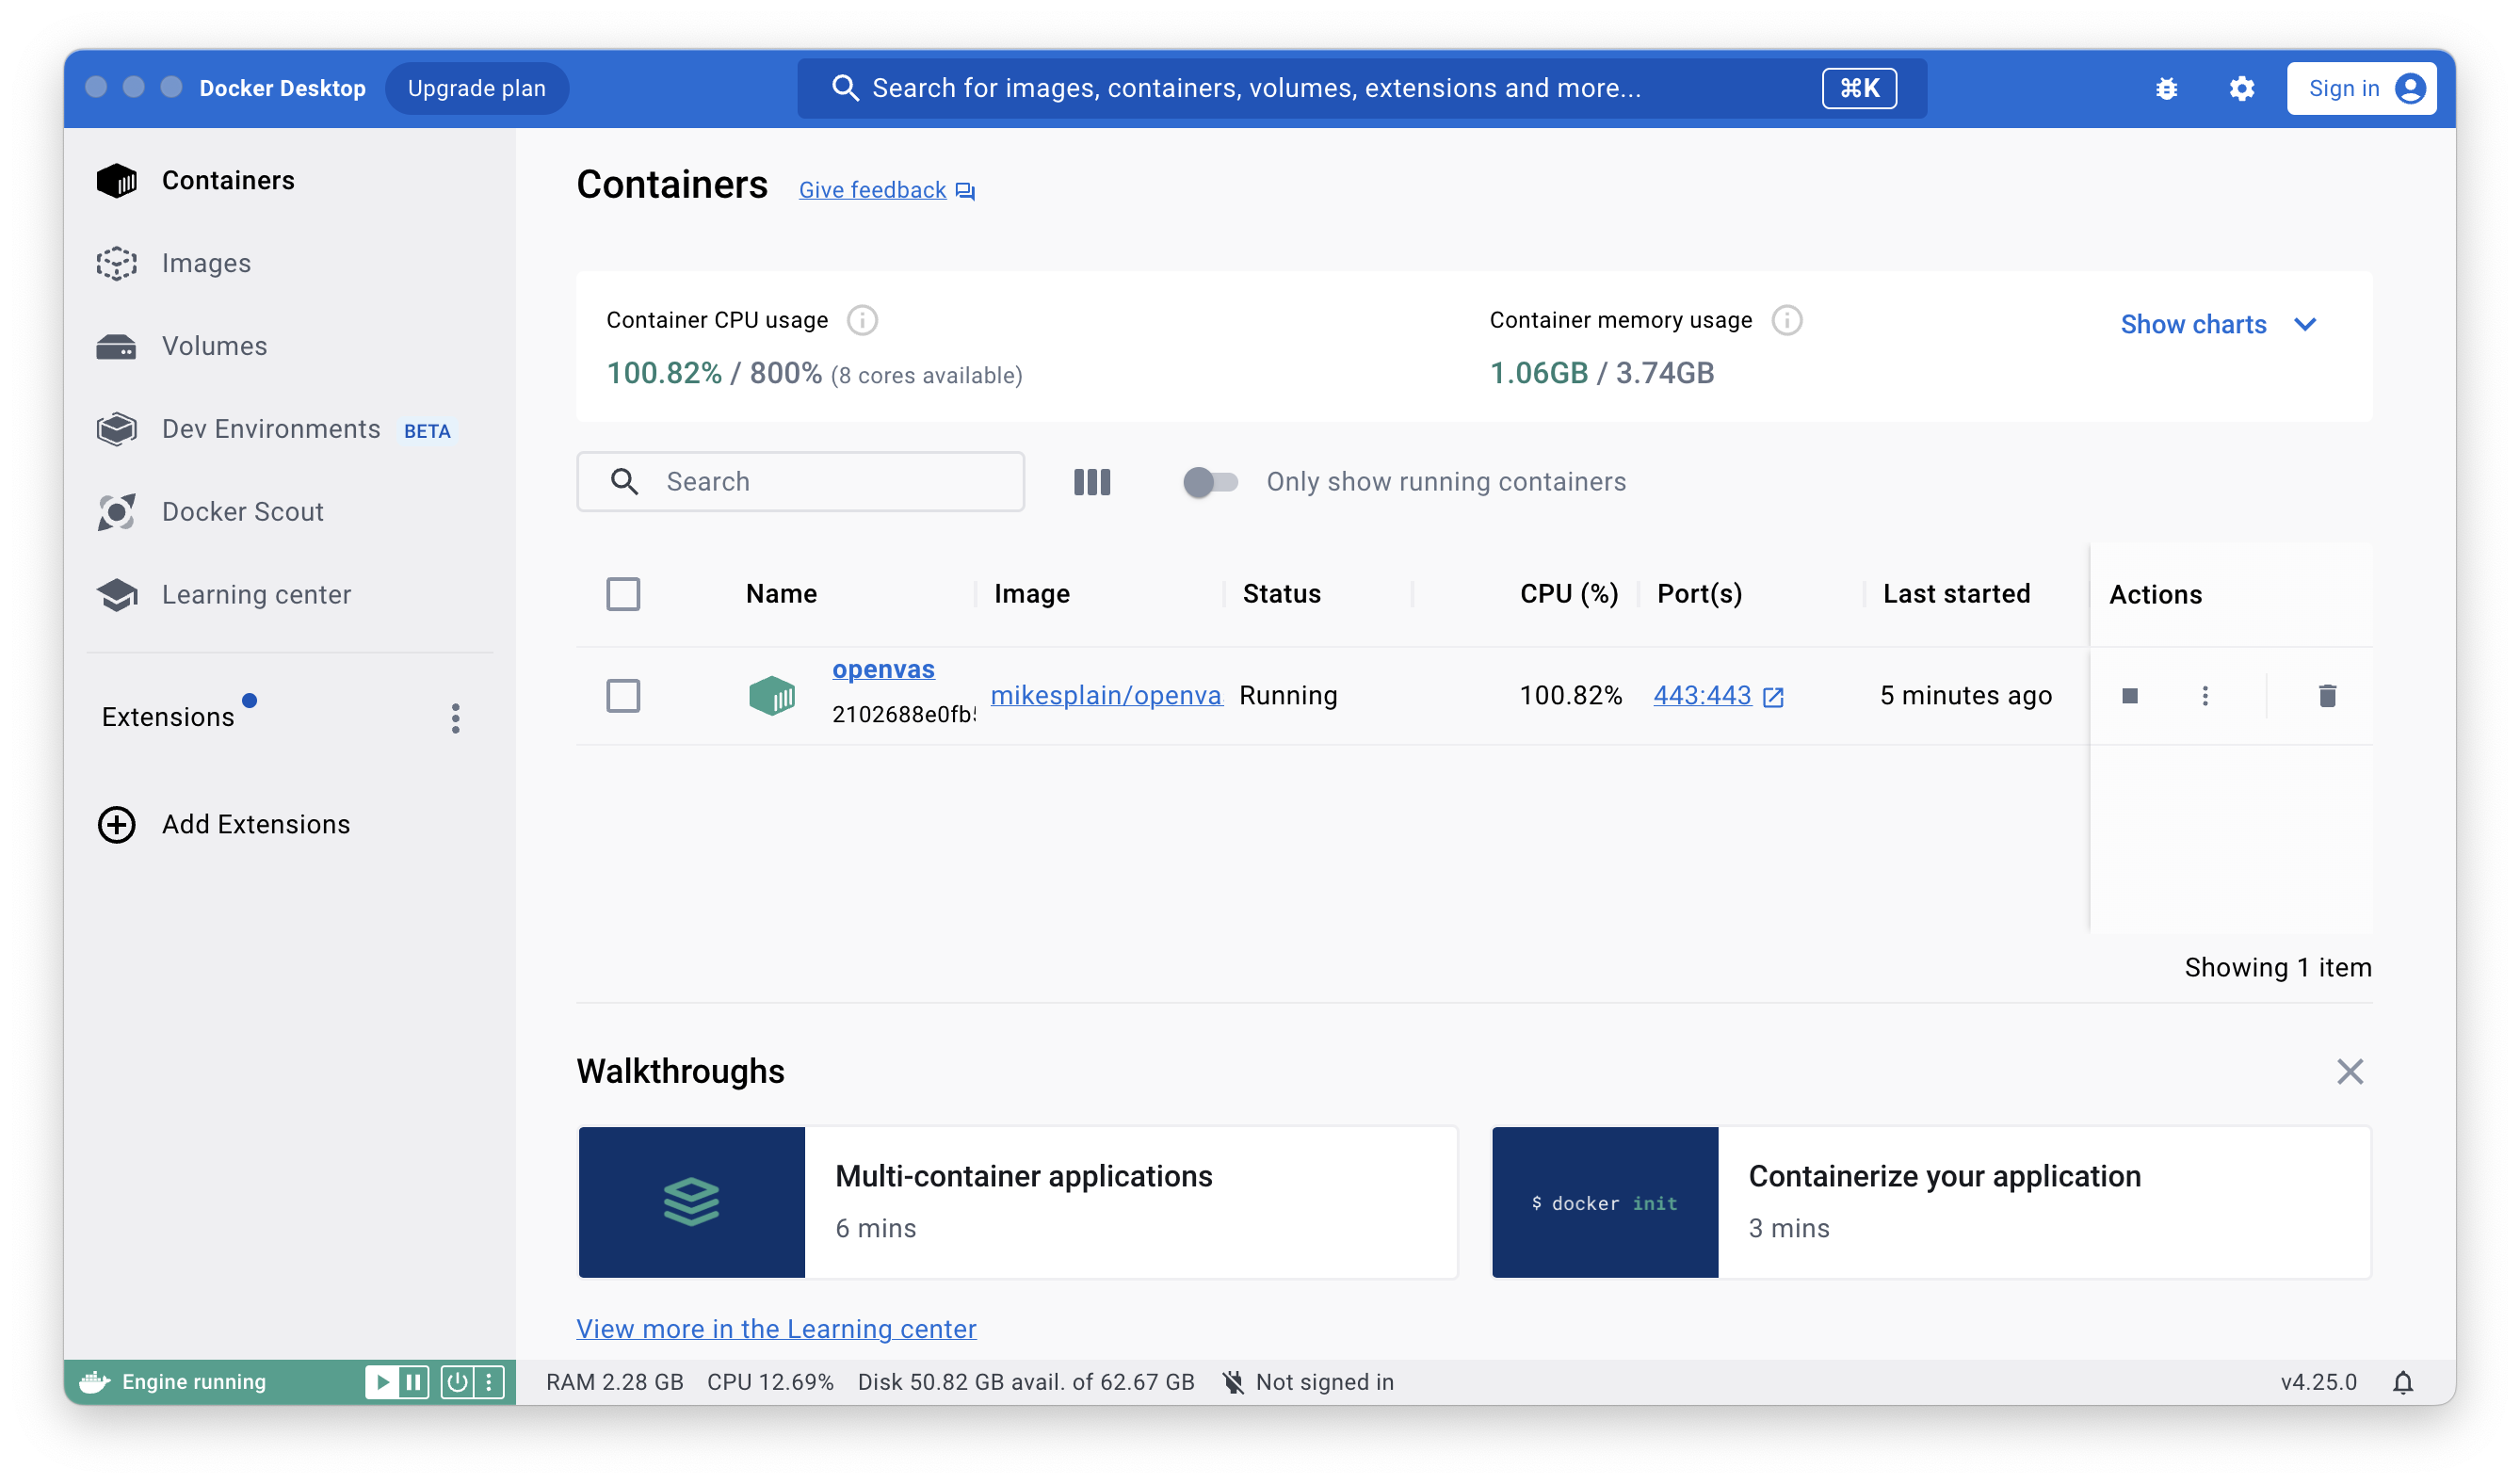 Docker Desktop
Upgrade plan
Search for images, containers, volumes, extensions and more...
⌘K
Sign in
Containers
Images
Volumes
Dev Environments BETA
Docker Scout
Learning center
Extensions
Add Extensions
Containers
Give feedback
Container CPU usage
100.82% / 800% (8 cores available)
Container memory usage
1.06GB / 3.74GB
Show charts
Search
Only show running containers
Name Image Status CPU (%) Port(s) Last started Actions
openvas
2102688e0fb
mikesplain/openva
Running
100.82%
443:443
5 minutes ago
Showing 1 item
Walkthroughs
Multi-container applications
6 mins
$ docker init
Containerize your application
3 mins
View more in the Learning center
Engine running
RAM 2.28 GB CPU 12.69% Disk 50.82 GB avail. of 62.67 GB Not signed in
v4.25.0